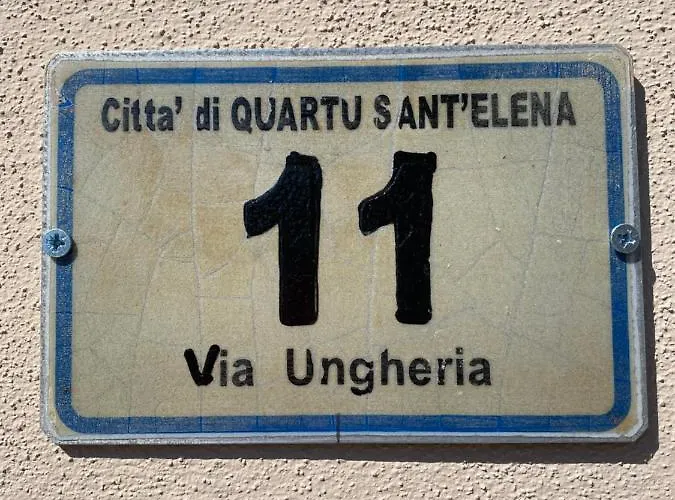 Citta' di QUARTU SANT'ELENA
11
Via Ungheria